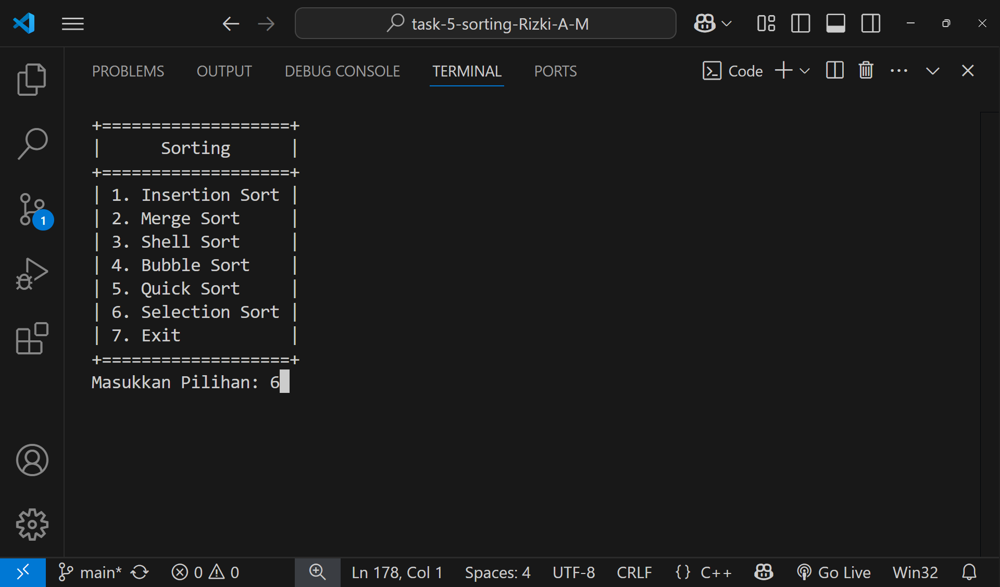 task-5-sorting-Rizki-A-M
PROBLEMS OUTPUT DEBUG CONSOLE TERMINAL PORTS Code
+===================+
|      Sorting      |
+===================+
| 1. Insertion Sort |
| 2. Merge Sort     |
| 3. Shell Sort     |
| 4. Bubble Sort    |
| 5. Quick Sort     |
| 6. Selection Sort |
| 7. Exit           |
+===================+
Masukkan Pilihan: 6
1
main* 0 0 Ln 178, Col 1 Spaces: 4 UTF-8 CRLF {} C++ Go Live Win32